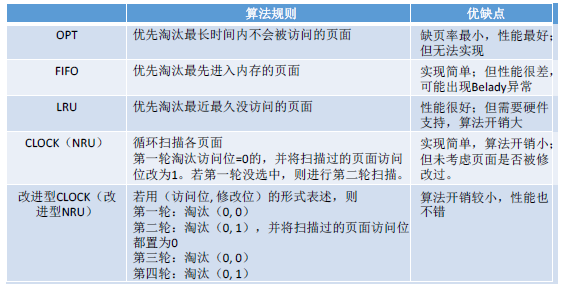 算法规则 优缺点
OPT 优先淘汰最长时间内不会被访问的页面 缺页率最小，性能最好；
但无法实现
FIFO 优先淘汰最先进入内存的页面 实现简单；但性能很差，
可能出现Belady异常
LRU 优先淘汰最近最久没访问的页面 性能很好；但需要硬件
支持，算法开销大
CLOCK（NRU） 循环扫描各页面 实现简单，算法开销小；
第一轮淘汰访问位=0的，并将扫描过的页面访问 但未考虑页面是否被修
位改为1。若第一轮没选中，则进行第二轮扫描。 改过。
改进型CLOCK（改 若用（访问位, 修改位）的形式表述，则 算法开销较小，性能也
进型NRU） 第一轮：淘汰（0, 0） 不错
第二轮：淘汰（0, 1），并将扫描过的页面访问位
都置为0
第三轮：淘汰（0, 0）
第四轮：淘汰（0, 1）